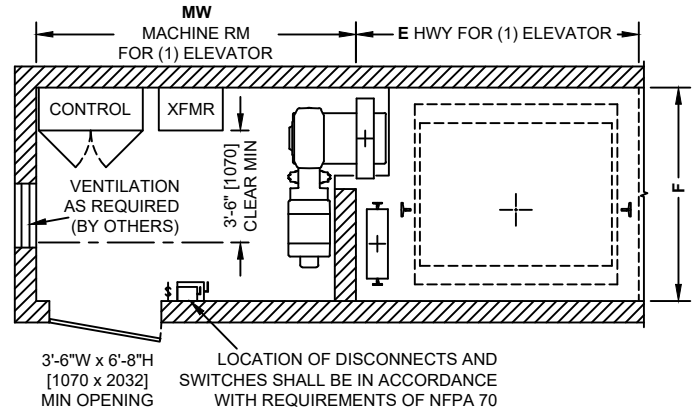 MW
MACHINE RM
FOR (1) ELEVATOR
E HWY FOR (1) ELEVATOR
CONTROL
XFMR
3'-6" [1070]
CLEAR MIN
VENTILATION
AS REQUIRED
(BY OTHERS)
F
$
3'-6"W x 6'-8"H
[1070 x 2032]
MIN OPENING
LOCATION OF DISCONNECTS AND
SWITCHES SHALL BE IN ACCORDANCE
WITH REQUIREMENTS OF NFPA 70